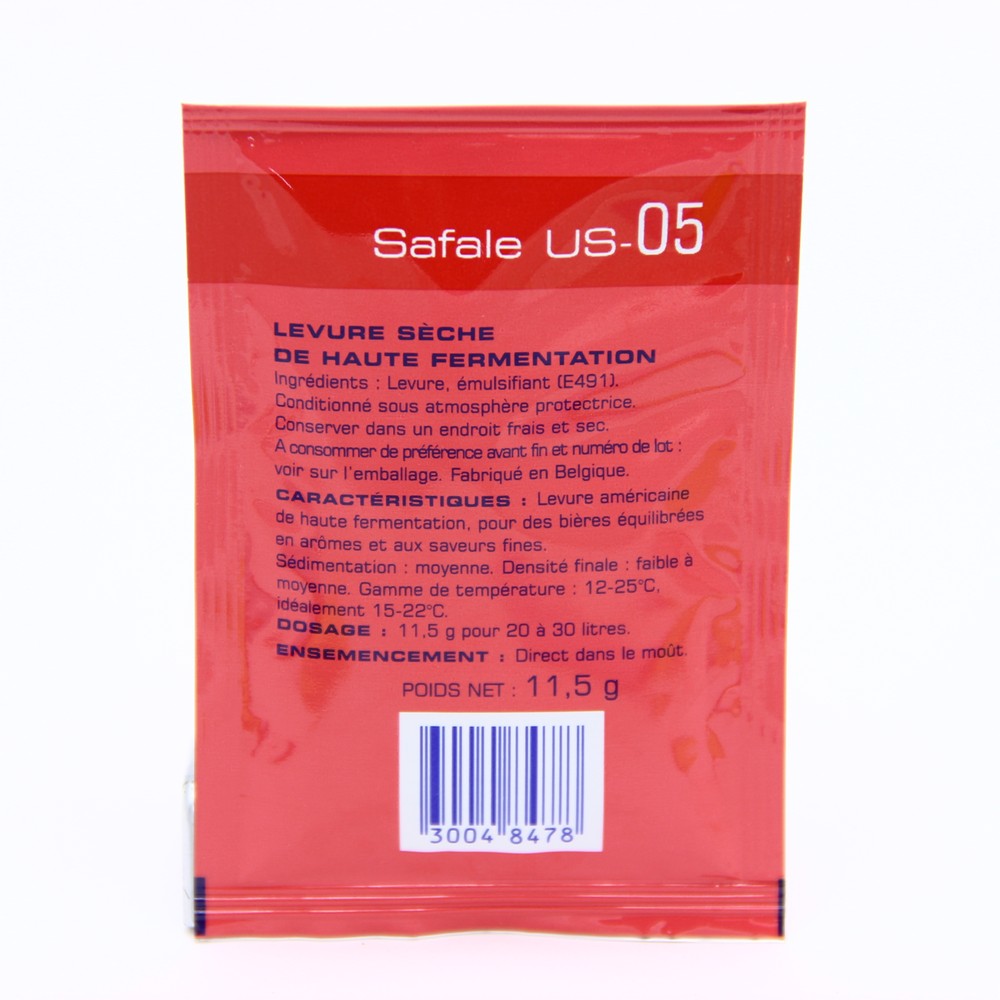 Safale US-05
LEVURE SÈCHE
DE HAUTE FERMENTATION
Ingrédients : Levure, émulsifiant (E491).
Conditionné sous atmosphère protectrice.
Conserver dans un endroit frais et sec.
A consommer de préférence avant fin et numéro de lot :
voir sur l'emballage. Fabriqué en Belgique.
CARACTÉRISTIQUES : Levure américaine
de haute fermentation, pour des bières équilibrées
en arômes et aux saveurs fines.
Sédimentation : moyenne. Densité finale : faible à
moyenne. Gamme de température : 12-25°C,
idéalement 15-22°C.
DOSAGE : 11,5 g pour 20 à 30 litres.
ENSEMENCEMENT : Direct dans le moût.
POIDS NET : 11,5 g
3004 8478